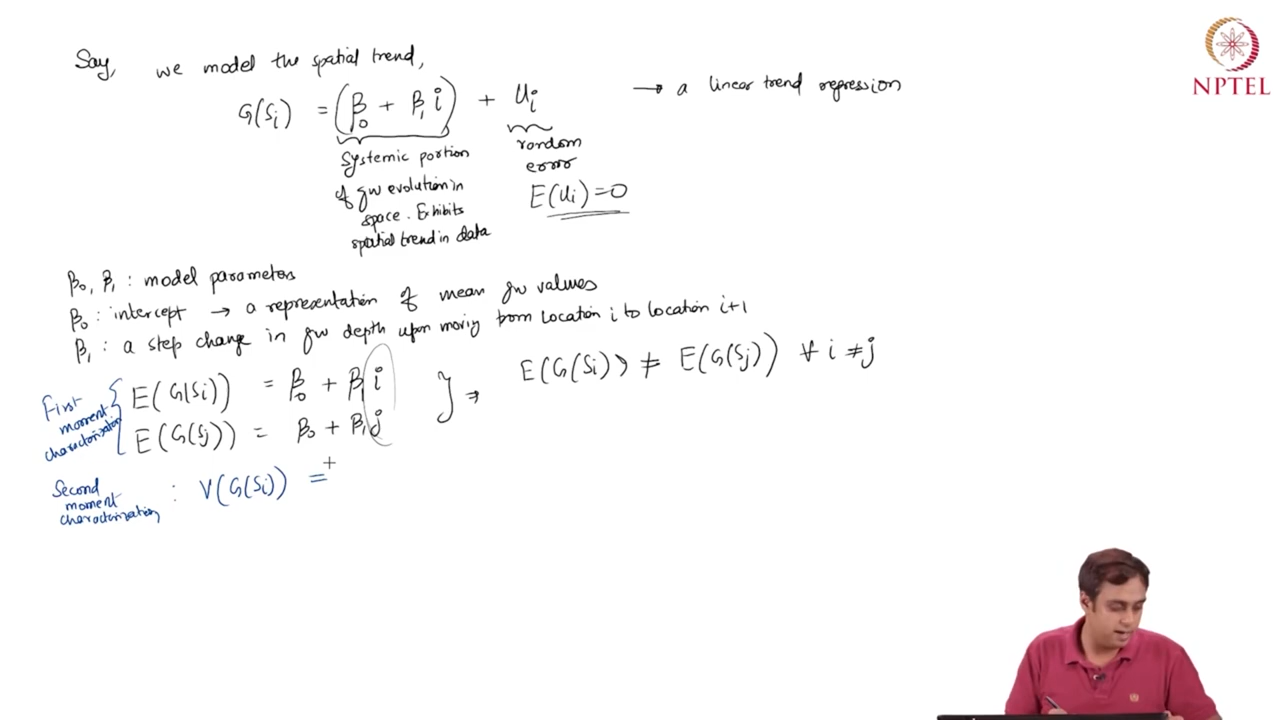 Say, we model the spatial trend,
G(Si) = (β0 + β1 i) + Ui → a linear trend regression
Systemic portion
of gw evolution in
space. Exhibits
spatial trend in data
random
error
E(Ui) = 0
β0, β1 : model parameters
β0 : intercept → a representation of mean gw values
β1 : a step change in gw depth upon moving from location i to location i+1
First
moment
characterization
E(G(Si)) = β0 + β1 i
E(G(Sj)) = β0 + β1 j
} ⇒ E(G(Si)) ≠ E(G(Sj)) ∀ i ≠ j
Second
moment
characterization
: V(G(Si)) =
NPTEL